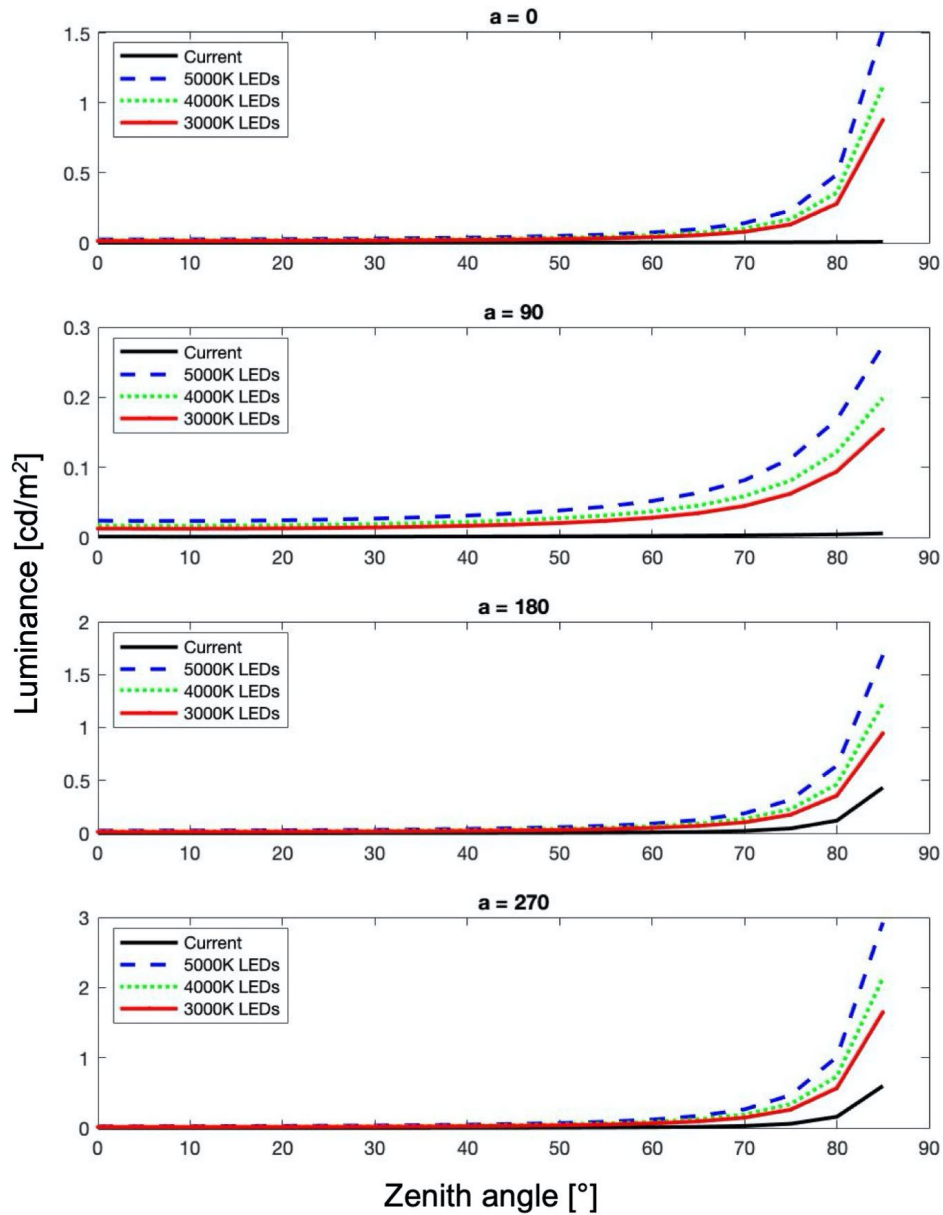 a = 0
1.5
1
0.5
0
Current
5000K LEDs
4000K LEDs
3000K LEDs
0 10 20 30 40 50 60 70 80 90
a = 90
0.3
0.2
0.1
0
Current
5000K LEDs
4000K LEDs
3000K LEDs
0 10 20 30 40 50 60 70 80 90
Luminance [cd/m²]
a = 180
2
1.5
1
0.5
0
Current
5000K LEDs
4000K LEDs
3000K LEDs
0 10 20 30 40 50 60 70 80 90
a = 270
3
2
1
0
Current
5000K LEDs
4000K LEDs
3000K LEDs
0 10 20 30 40 50 60 70 80 90
Zenith angle [°]